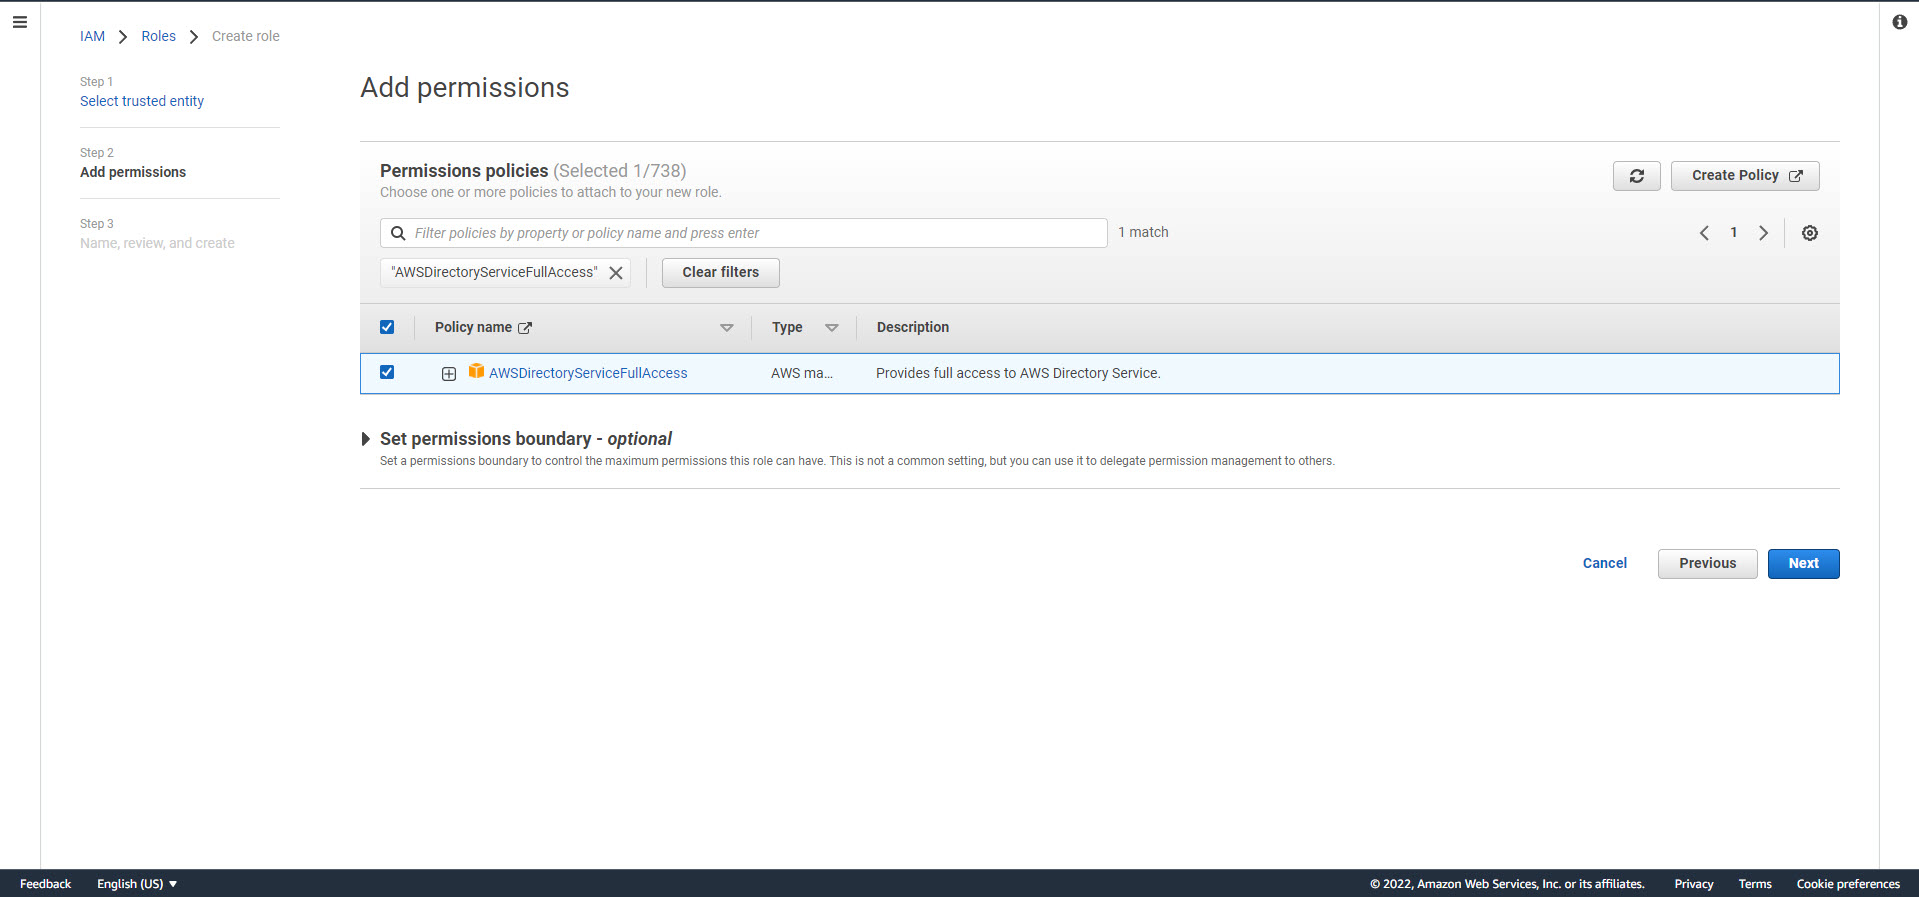 IAM > Roles > Create role
Step 1
Select trusted entity
Step 2
Add permissions
Step 3
Name, review, and create
Add permissions
Permissions policies (Selected 1/738)
Choose one or more policies to attach to your new role.
Create Policy
Filter policies by property or policy name and press enter
1 match
1
"AWSDirectoryServiceFullAccess"
Clear filters
Policy name Type Description
AWSDirectoryServiceFullAccess AWS ma... Provides full access to AWS Directory Service.
Set permissions boundary - optional
Set a permissions boundary to control the maximum permissions this role can have. This is not a common setting, but you can use it to delegate permission management to others.
Cancel Previous Next
Feedback English (US) © 2022, Amazon Web Services, Inc. or its affiliates. Privacy Terms Cookie preferences